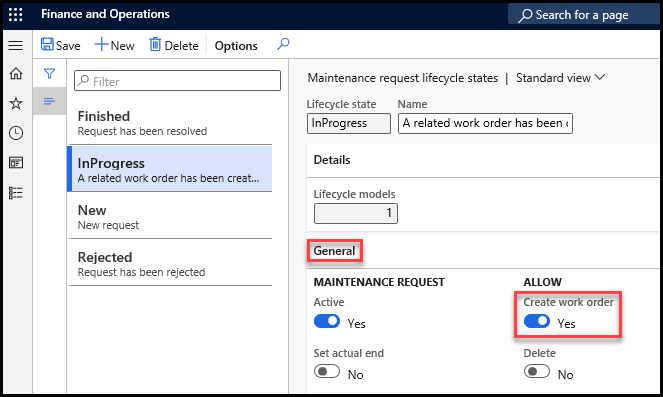 Finance and Operations
Search for a page
Save
New
Delete
Options
Filter
Finished
Request has been resolved
InProgress
A related work order has been creat...
New
New request
Rejected
Request has been rejected
Maintenance request lifecycle states | Standard view
Lifecycle state Name
InProgress A related work order has been
Details
Lifecycle models
1
General
MAINTENANCE REQUEST ALLOW
Active Create work order
Yes Yes
Set actual end Delete
No No